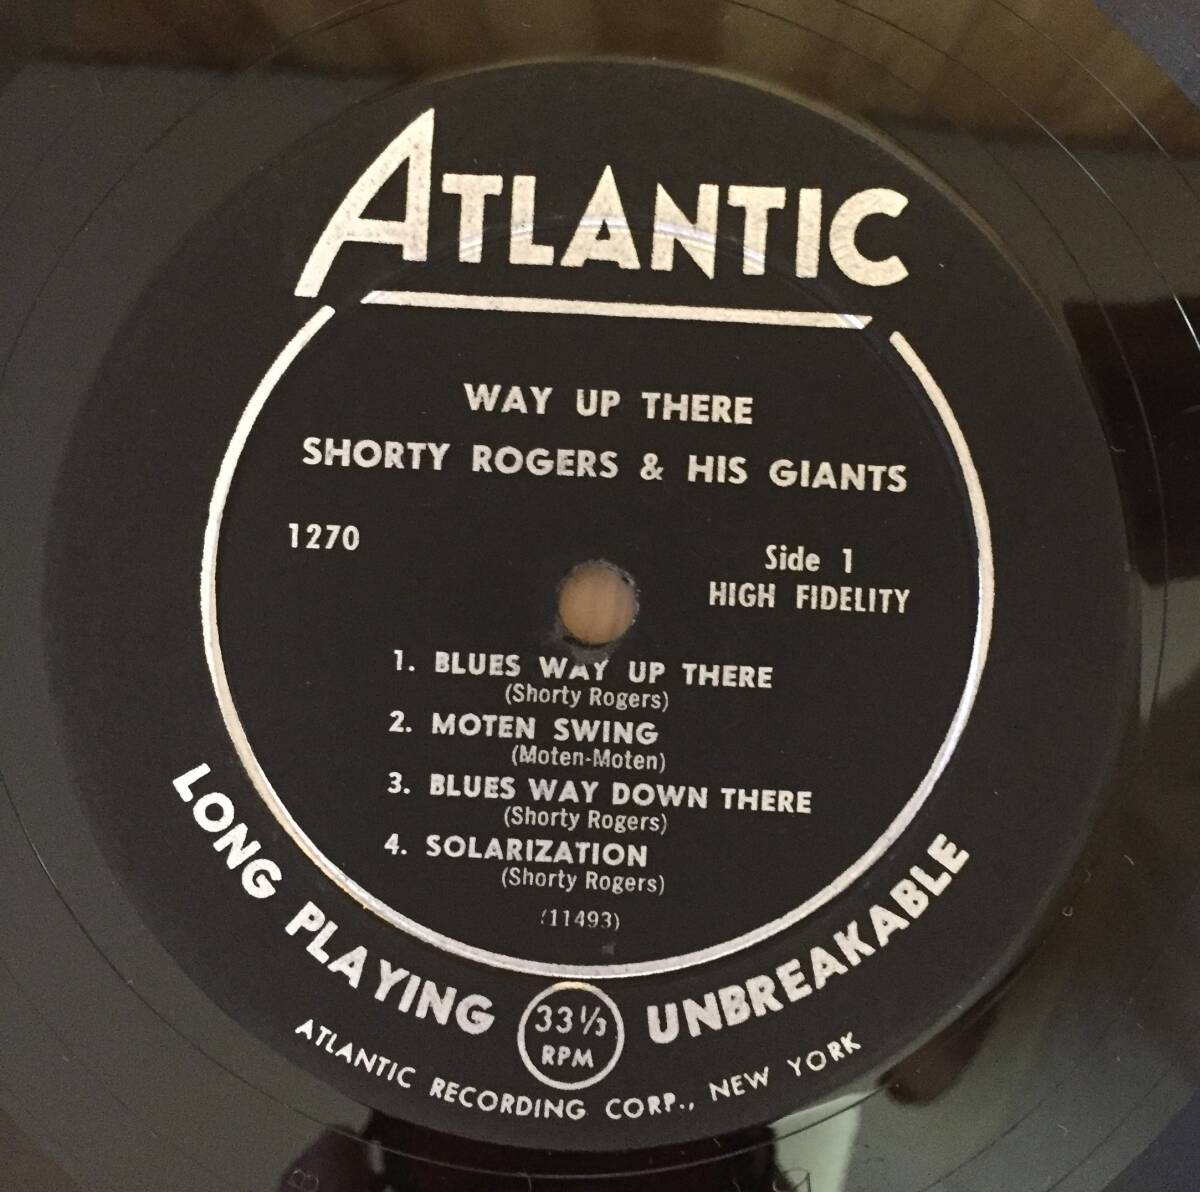 ATLANTIC
WAY UP THERE
SHORTY ROGERS & HIS GIANTS
1270
Side 1
HIGH FIDELITY
1. BLUES WAY UP THERE
(Shorty Rogers)
2. MOTEN SWING
(Moten-Moten)
3. BLUES WAY DOWN THERE
(Shorty Rogers)
4. SOLARIZATION
(Shorty Rogers)
(11493)
LONG PLAYING
33 1/3
RPM
UNBREAKABLE
ATLANTIC RECORDING CORP., NEW YORK